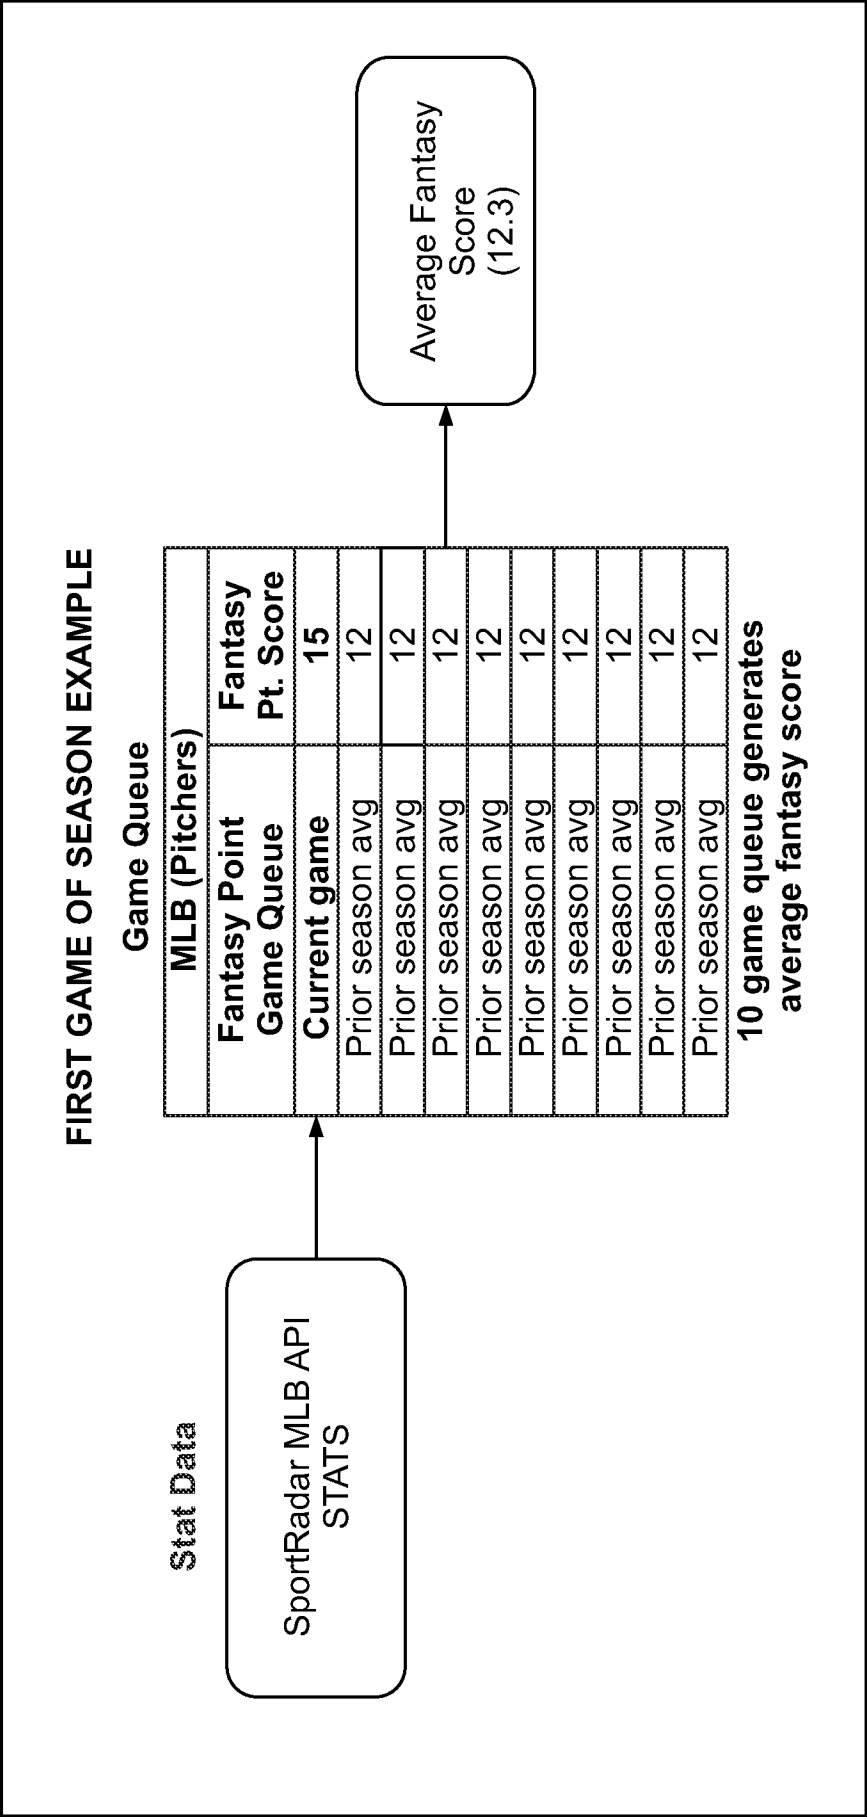 FIRST GAME OF SEASON EXAMPLE
Stat Data
SportRadar MLB API
STATS
Game Queue
MLB (Pitchers)
Fantasy Point
Game Queue
Fantasy
Pt. Score
Current game 15
Prior season avg 12
Prior season avg 12
Prior season avg 12
Prior season avg 12
Prior season avg 12
Prior season avg 12
Prior season avg 12
Prior season avg 12
Prior season avg 12
10 game queue generates
average fantasy score
Average Fantasy
Score
(12.3)